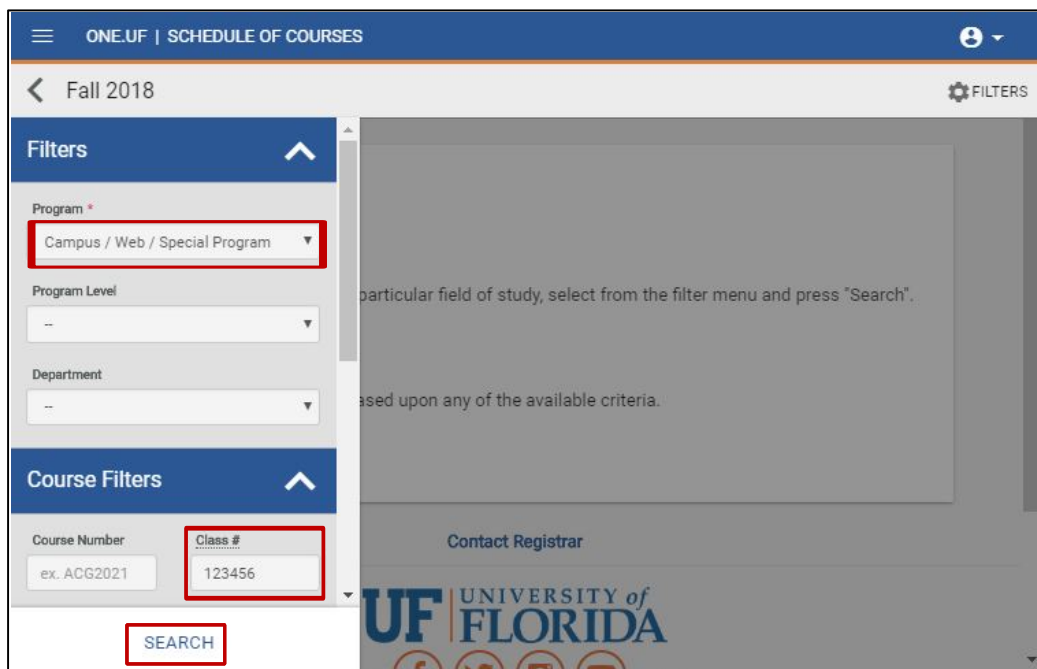 ONE.UF | SCHEDULE OF COURSES
Fall 2018
FILTERS
Filters
Program *
Campus / Web / Special Program
particular field of study, select from the filter menu and press "Search".
Program Level
--
Department
--
based upon any of the available criteria.
Course Filters
Course Number
Class #
ex. ACG2021
123456
Contact Registrar
SEARCH
UF UNIVERSITY of
FLORIDA